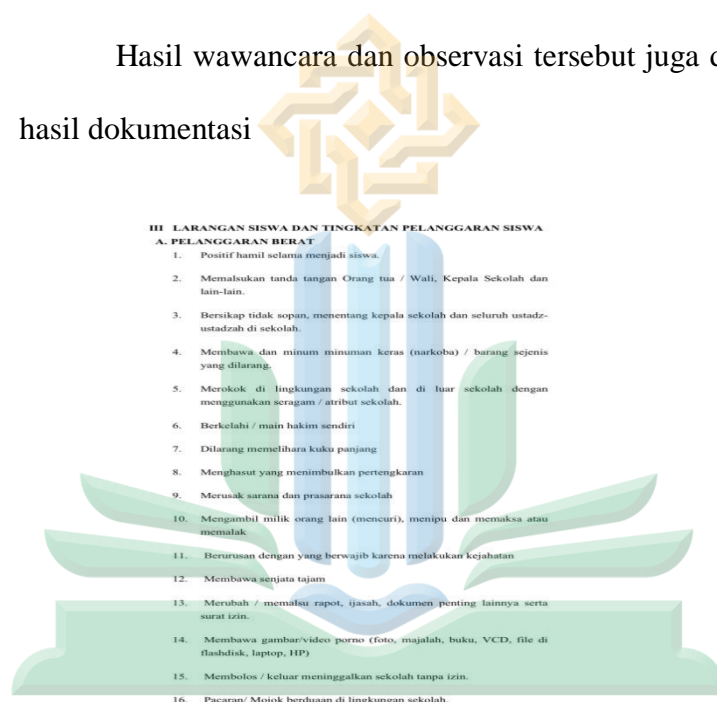 Hasil wawancara dan observasi tersebut juga
hasil dokumentasi
III LARANGAN SISWA DAN TINGKATAN PELANGGARAN SISWA
A. PELANGGARAN BERAT
1. Positif hamil selama menjadi siswa.
2. Memalsukan tanda tangan Orang tua / Wali, Kepala Sekolah dan
lain-lain.
3. Bersikap tidak sopan, menentang kepala sekolah dan seluruh ustadz-
ustadzah di sekolah.
4. Membawa dan minum minuman keras (narkoba) / barang sejenis
yang dilarang.
5. Merokok di lingkungan sekolah dan di luar sekolah dengan
menggunakan seragam / atribut sekolah.
6. Berkelahi / main hakim sendiri
7. Dilarang memelihara kuku panjang
8. Menghasut yang menimbulkan pertengkaran
9. Merusak sarana dan prasarana sekolah
10. Mengambil milik orang lain (mencuri), menipu dan memaksa atau
memalak
11. Berurusan dengan yang berwajib karena melakukan kejahatan
12. Membawa senjata tajam
13. Merubah / memalsu rapot, ijasah, dokumen penting lainnya serta
surat izin.
14. Membawa gambar/video porno (foto, majalah, buku, VCD, file di
flashdisk, laptop, HP)
15. Membolos / keluar meninggalkan sekolah tanpa izin.
16. Pacaran/ Mojok berduaan di lingkungan sekolah.